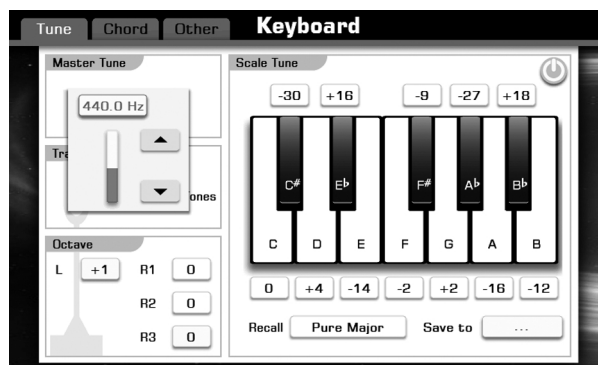 Tune Chord Other Keyboard
Master Tune
440.0 Hz
Tra
ones
Octave
L +1 R1 0
R2 0
R3 0
Scale Tune
-30 +16 -9 -27 +18
C# E♭ F# A♭ B♭
C D E F G A B
0 +4 -14 -2 +2 -16 -12
Recall Pure Major Save to ...